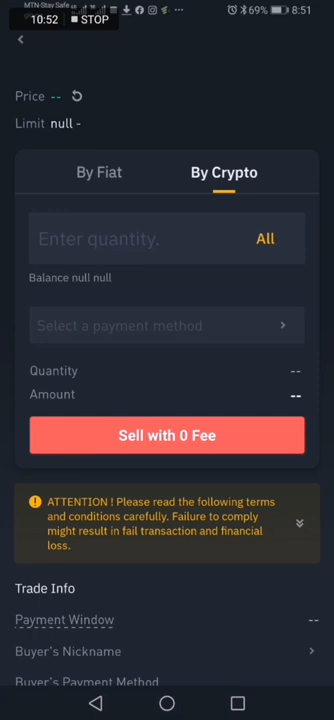 MTN-Stay Safe
10:52 STOP
69% 8:51
Price --
Limit null -
By Fiat By Crypto
Enter quantity. All
Balance null null
Select a payment method
Quantity --
Amount --
Sell with 0 Fee
ATTENTION ! Please read the following terms
and conditions carefully. Failure to comply
might result in fail transaction and financial
loss.
Trade Info
Payment Window --
Buyer's Nickname
Buyer's Payment Method